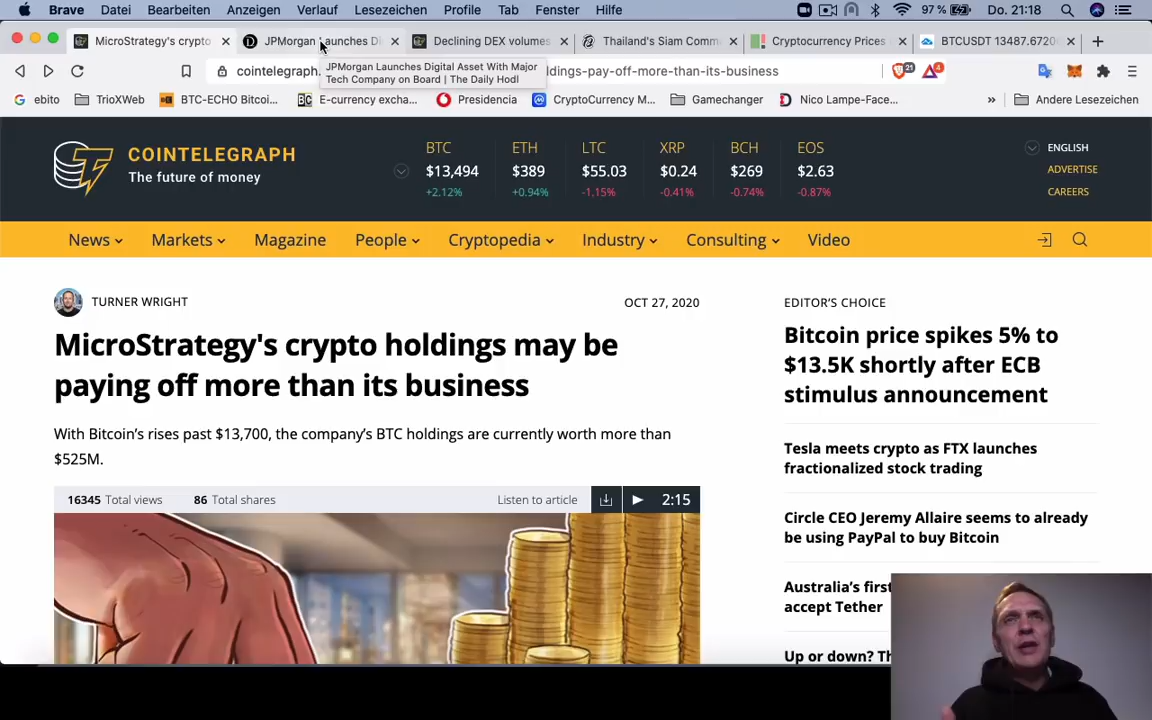 Brave Datei Bearbeiten Anzeigen Verlauf Lesezeichen Profile Tab Fenster Hilfe 97 % Do. 21:18
MicroStrategy's crypto JPMorgan Launches Di Declining DEX volumes Thailand's Siam Comm Cryptocurrency Prices BTCUSDT 13487.6720
JPMorgan Launches Digital Asset With Major
Tech Company on Board | The Daily Hodl
cointelegraph. ldings-pay-off-more-than-its-business 21 4
ebito TrioXWeb BTC-ECHO Bitcoi... E-currency excha... Presidencia CryptoCurrency M... Gamechanger Nico Lampe-Face... » Andere Lesezeichen
COINTELEGRAPH
The future of money
BTC ETH LTC XRP BCH EOS
$13,494 $389 $55.03 $0.24 $269 $2.63
+2.12% +0.94% -1.15% -0.41% -0.74% -0.87%
ENGLISH
ADVERTISE
CAREERS
News Markets Magazine People Cryptopedia Industry Consulting Video
TURNER WRIGHT OCT 27, 2020
MicroStrategy's crypto holdings may be
paying off more than its business
With Bitcoin's rises past $13,700, the company's BTC holdings are currently worth more than
$525M.
16345 Total views 86 Total shares Listen to article 2:15
EDITOR'S CHOICE
Bitcoin price spikes 5% to
$13.5K shortly after ECB
stimulus announcement
Tesla meets crypto as FTX launches
fractionalized stock trading
Circle CEO Jeremy Allaire seems to already
be using PayPal to buy Bitcoin
Australia's first
accept Tether
Up or down? Th